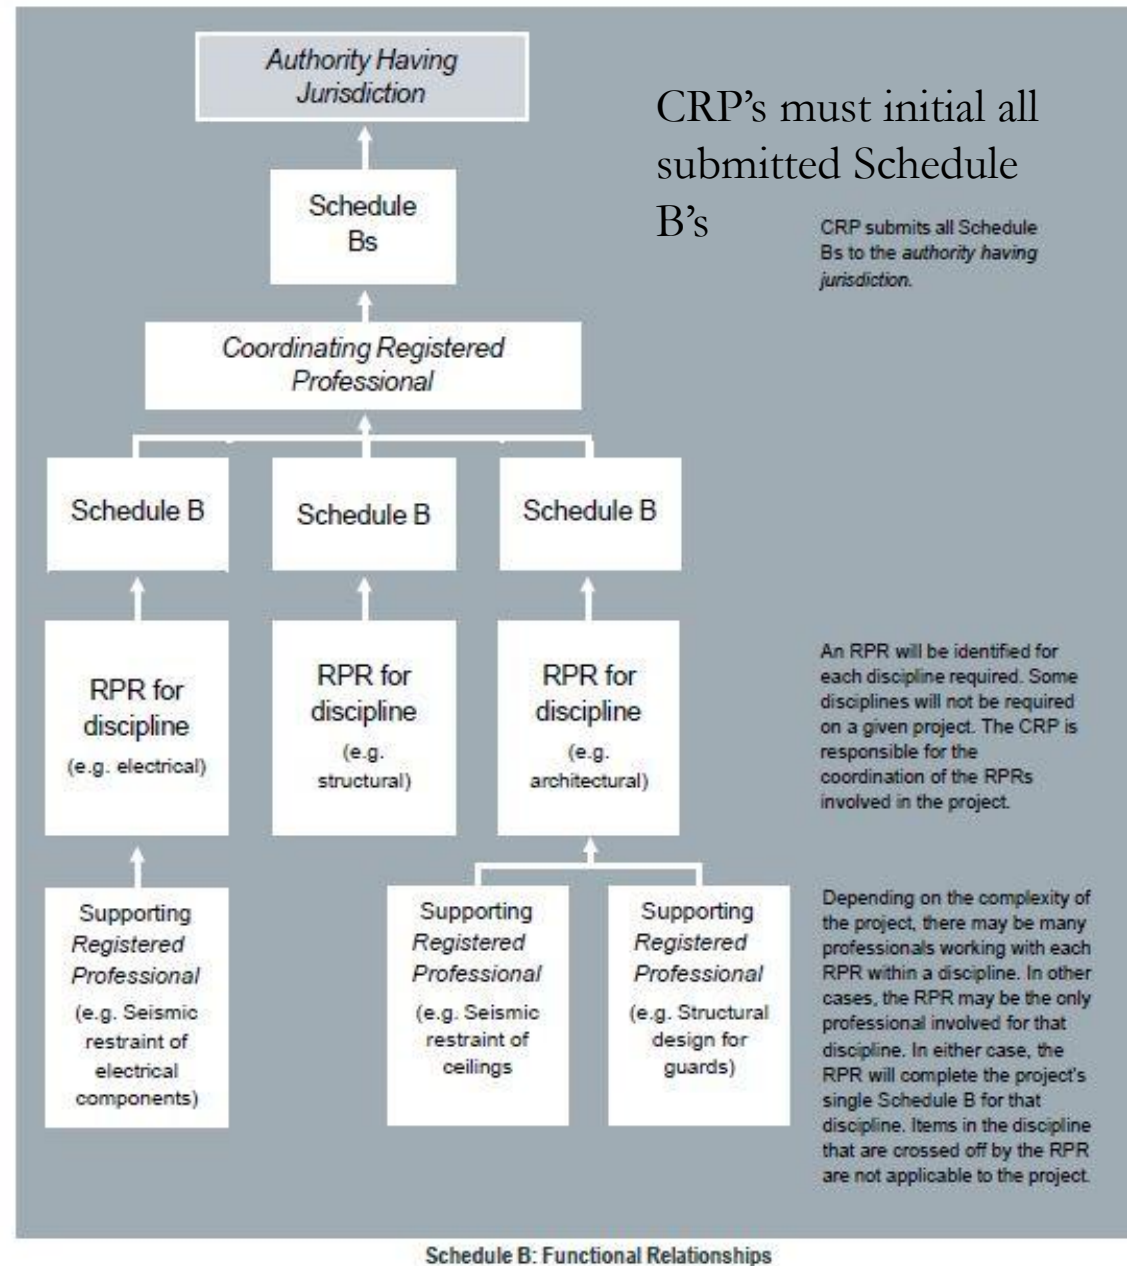 Authority Having
Jurisdiction
CRP’s must initial all
submitted Schedule
B’s
CRP submits all Schedule
Bs to the authority having
jurisdiction.
Schedule
Bs
Coordinating Registered
Professional
Schedule B
Schedule B
Schedule B
RPR for
discipline
(e.g. electrical)
RPR for
discipline
(e.g.
structural)
RPR for
discipline
(e.g.
architectural)
An RPR will be identified for
each discipline required. Some
disciplines will not be required
on a given project. The CRP is
responsible for the
coordination of the RPRs
involved in the project.
Supporting
Registered
Professional
(e.g. Seismic
restraint of
electrical
components)
Supporting
Registered
Professional
(e.g. Seismic
restraint of
ceilings
Supporting
Registered
Professional
(e.g. Structural
design for
guards)
Depending on the complexity of
the project, there may be many
professionals working with each
RPR within a discipline. In other
cases, the RPR may be the only
professional involved for that
discipline. In either case, the
RPR will complete the project's
single Schedule B for that
discipline. Items in the discipline
that are crossed off by the RPR
are not applicable to the project.
Schedule B: Functional Relationships